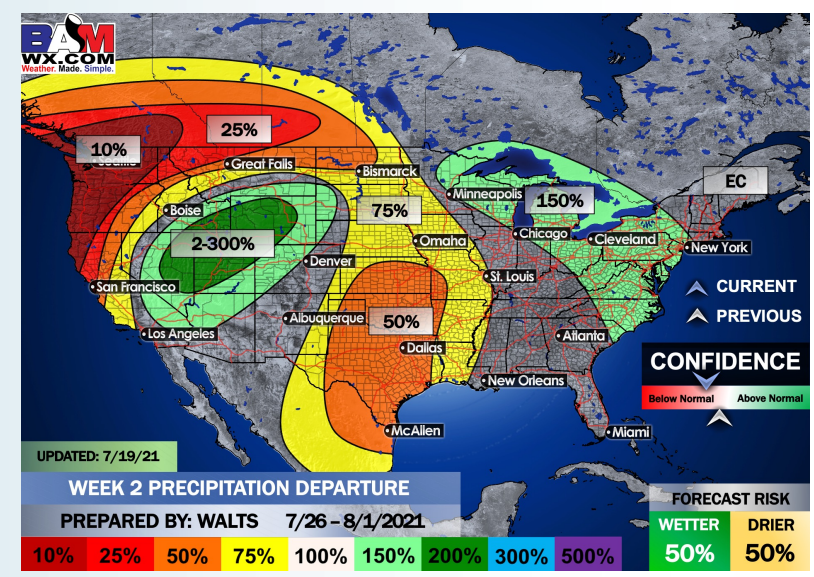 BAM
WX.COM
Weather. Made. Simple.
10%
Seattle
25%
Great Falls
Bismarck
Boise
2-300%
75%
Minneapolis
150%
EC
Chicago
Cleveland
New York
Omaha
Denver
San Francisco
St. Louis
Los Angeles
Albuquerque
50%
Dallas
Atlanta
New Orleans
McAllen
Miami
CURRENT
PREVIOUS
CONFIDENCE
Below Normal Above Normal
UPDATED: 7/19/21
WEEK 2 PRECIPITATION DEPARTURE
PREPARED BY: WALTS 7/26 – 8/1/2021
10% 25% 50% 75% 100% 150% 200% 300% 500%
FORECAST RISK
WETTER DRIER
50% 50%